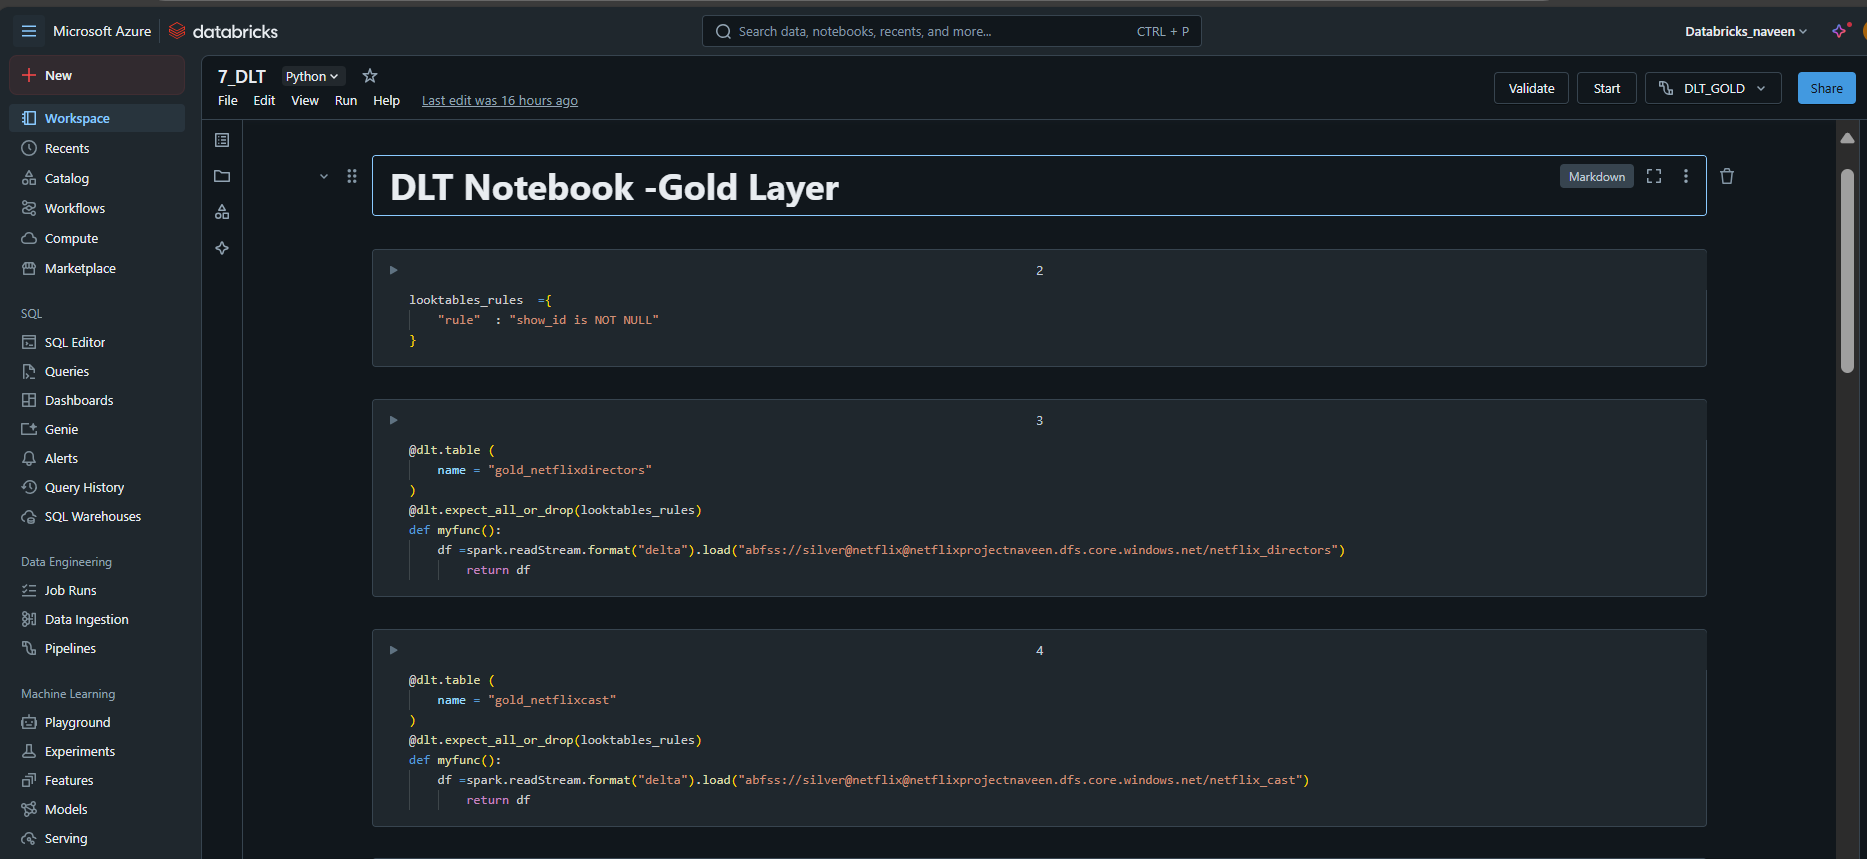 Microsoft Azure
databricks
Search data, notebooks, recents, and more...
CTRL + P
Databricks_naveen
New
Workspace
Recents
Catalog
Workflows
Compute
Marketplace
SQL
SQL Editor
Queries
Dashboards
Genie
Alerts
Query History
SQL Warehouses
Data Engineering
Job Runs
Data Ingestion
Pipelines
Machine Learning
Playground
Experiments
Features
Models
Serving
7_DLT
Python
File Edit View Run Help Last edit was 16 hours ago
Validate
Start
DLT_GOLD
Share
DLT Notebook -Gold Layer
Markdown
2
looktables_rules  ={
"rule"  : "show_id is NOT NULL"
}
3
@dlt.table (
name = "gold_netflixdirectors"
)
@dlt.expect_all_or_drop(looktables_rules)
def myfunc():
df =spark.readStream.format("delta").load("abfss://silver@netflix@netflixprojectnaveen.dfs.core.windows.net/netflix_directors")
return df
4
@dlt.table (
name = "gold_netflixcast"
)
@dlt.expect_all_or_drop(looktables_rules)
def myfunc():
df =spark.readStream.format("delta").load("abfss://silver@netflix@netflixprojectnaveen.dfs.core.windows.net/netflix_cast")
return df